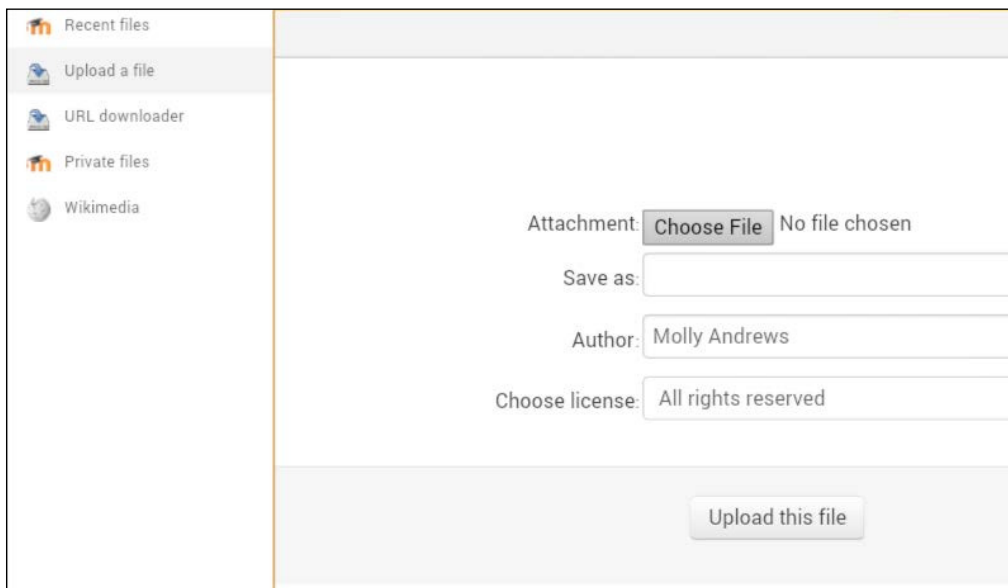 Recent files
Upload a file
URL downloader
Private files
Wikimedia
Attachment: Choose File No file chosen
Save as:
Author: Molly Andrews
Choose license: All rights reserved
Upload this file